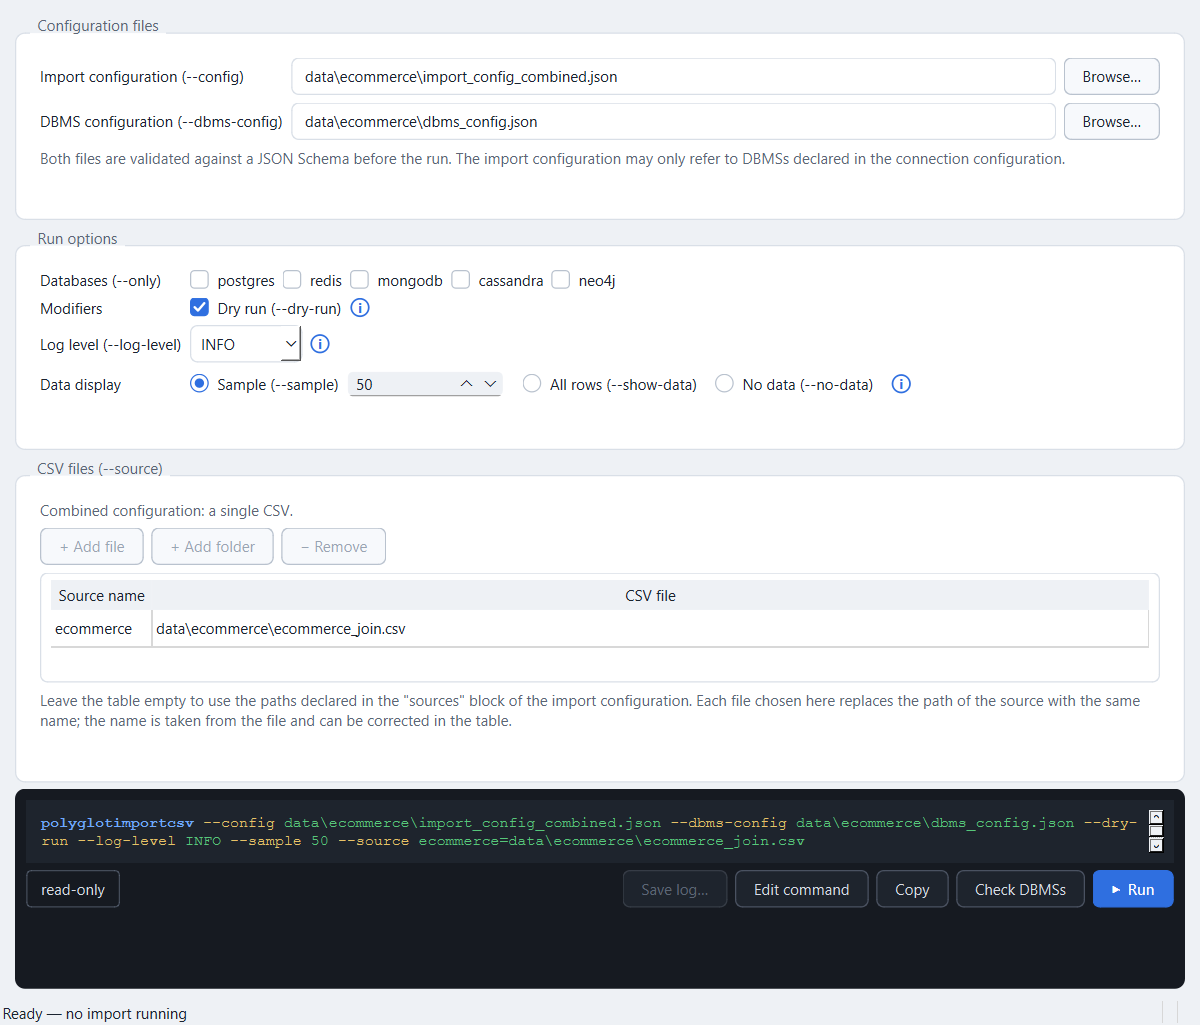 Configuration files
Import configuration (--config) data\ecommerce\import_config_combined.json Browse...
DBMS configuration (--dbms-config) data\ecommerce\dbms_config.json Browse...
Both files are validated against a JSON Schema before the run. The import configuration may only refer to DBMSs declared in the connection configuration.
Run options
Databases (--only) postgres redis mongodb cassandra neo4j
Modifiers Dry run (--dry-run)
Log level (--log-level) INFO
Data display Sample (--sample) 50 All rows (--show-data) No data (--no-data)
CSV files (--source)
Combined configuration: a single CSV.
+ Add file + Add folder − Remove
Source name CSV file
ecommerce data\ecommerce\ecommerce_join.csv
Leave the table empty to use the paths declared in the "sources" block of the import configuration. Each file chosen here replaces the path of the source with the same
name; the name is taken from the file and can be corrected in the table.
polyglotimportcsv --config data\ecommerce\import_config_combined.json --dbms-config data\ecommerce\dbms_config.json --dry-
run --log-level INFO --sample 50 --source ecommerce=data\ecommerce\ecommerce_join.csv
read-only Save log... Edit command Copy Check DBMSs Run
Ready — no import running